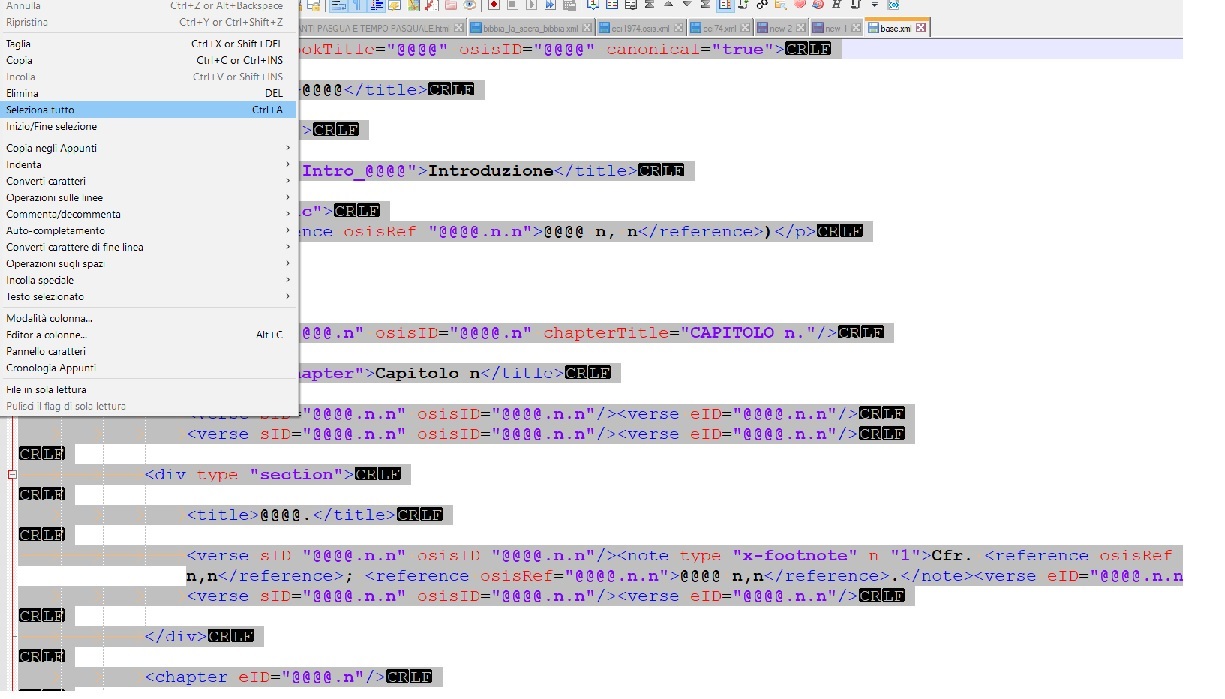 Annulla Ctrl+Z or Alt+Backspace
Ripristina Ctrl+Y or Ctrl+Shift+Z
NTI PASQUA E TEMPO PASQUALE.html bibbia_la_sacra_bibbia.xml cei1974.osis.xml cei74.xml new 2 new 1 base.xml
Taglia Ctrl+X or Shift+DEL
ookTitle="@@@@" osisID="@@@@" canonical="true">CRLF
Copia Ctrl+C or Ctrl+INS
Incolla Ctrl+V or Shift+INS
Elimina DEL
@@@@</title>CRLF
Seleziona tutto Ctrl+A
Inizio/Fine selezione
>CRLF
Copia negli Appunti
Indenta
Intro_@@@@">Introduzione</title>CRLF
Converti caratteri
Operazioni sulle linee
Commenta/decommenta
c">CRLF
Auto-completamento
nce osisRef="@@@@.n.n">@@@@ n, n</reference>)</p>CRLF
Converti carattere di fine linea
Operazioni sugli spazi
Incolla speciale
Testo selezionato
Modalità colonna...
Editor a colonne... Alt+C
@@@.n" osisID="@@@@.n" chapterTitle="CAPITOLO n."/>CRLF
Pannello caratteri
Cronologia Appunti
apter">Capitolo n</title>CRLF
File in sola lettura
Pulisci il flag di sola lettura
<verse sID="@@@@.n.n" osisID="@@@@.n.n"/><verse eID="@@@@.n.n"/>CRLF
<verse sID="@@@@.n.n" osisID="@@@@.n.n"/><verse eID="@@@@.n.n"/>CRLF
CRLF
<div type="section">CRLF
CRLF
<title>@@@@.</title>CRLF
CRLF
<verse sID="@@@@.n.n" osisID="@@@@.n.n"/><note type="x-footnote" n="1">Cfr. <reference osisRef
n,n</reference>; <reference osisRef="@@@@.n.n">@@@@ n,n</reference>.</note><verse eID="@@@@.n.n
<verse sID="@@@@.n.n" osisID="@@@@.n.n"/><verse eID="@@@@.n.n"/>CRLF
CRLF
</div>CRLF
CRLF
<chapter eID="@@@@.n"/>CRLF